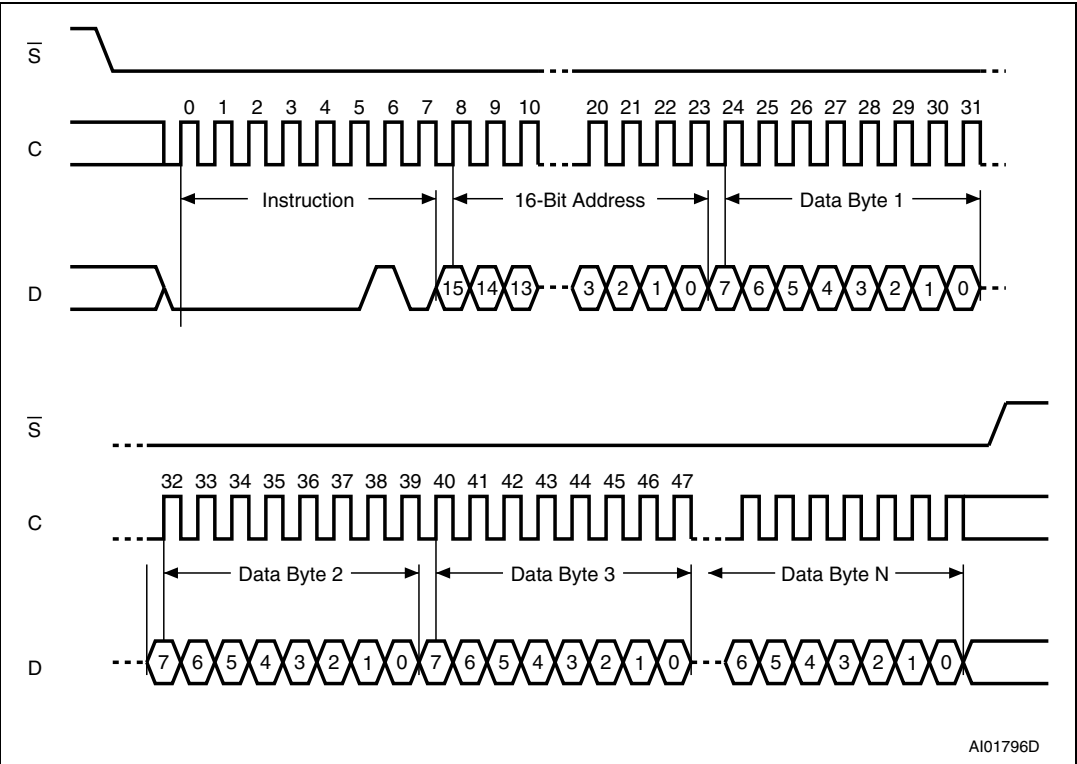 S̅
0 1 2 3 4 5 6 7 8 9 10 20 21 22 23 24 25 26 27 28 29 30 31
C
Instruction 16-Bit Address Data Byte 1
D
15 14 13 3 2 1 0 7 6 5 4 3 2 1 0
S̅
32 33 34 35 36 37 38 39 40 41 42 43 44 45 46 47
C
Data Byte 2 Data Byte 3 Data Byte N
D
7 6 5 4 3 2 1 0 7 6 5 4 3 2 1 0 6 5 4 3 2 1 0
AI01796D